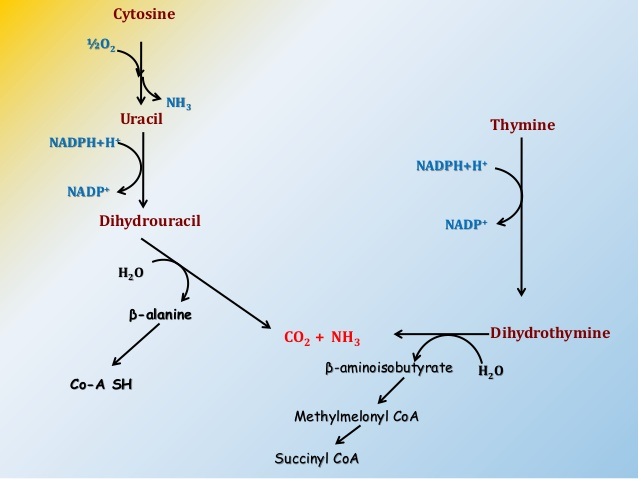 Cytosine
½O₂
NH₃
Uracil
Thymine
NADPH+H⁺
NADPH+H⁺
NADP⁺
Dihydrouracil
NADP⁺
H₂O
β-alanine
CO₂ + NH₃
Dihydrothymine
β-aminoisobutyrate
H₂O
Co-A SH
Methylmelonyl CoA
Succinyl CoA